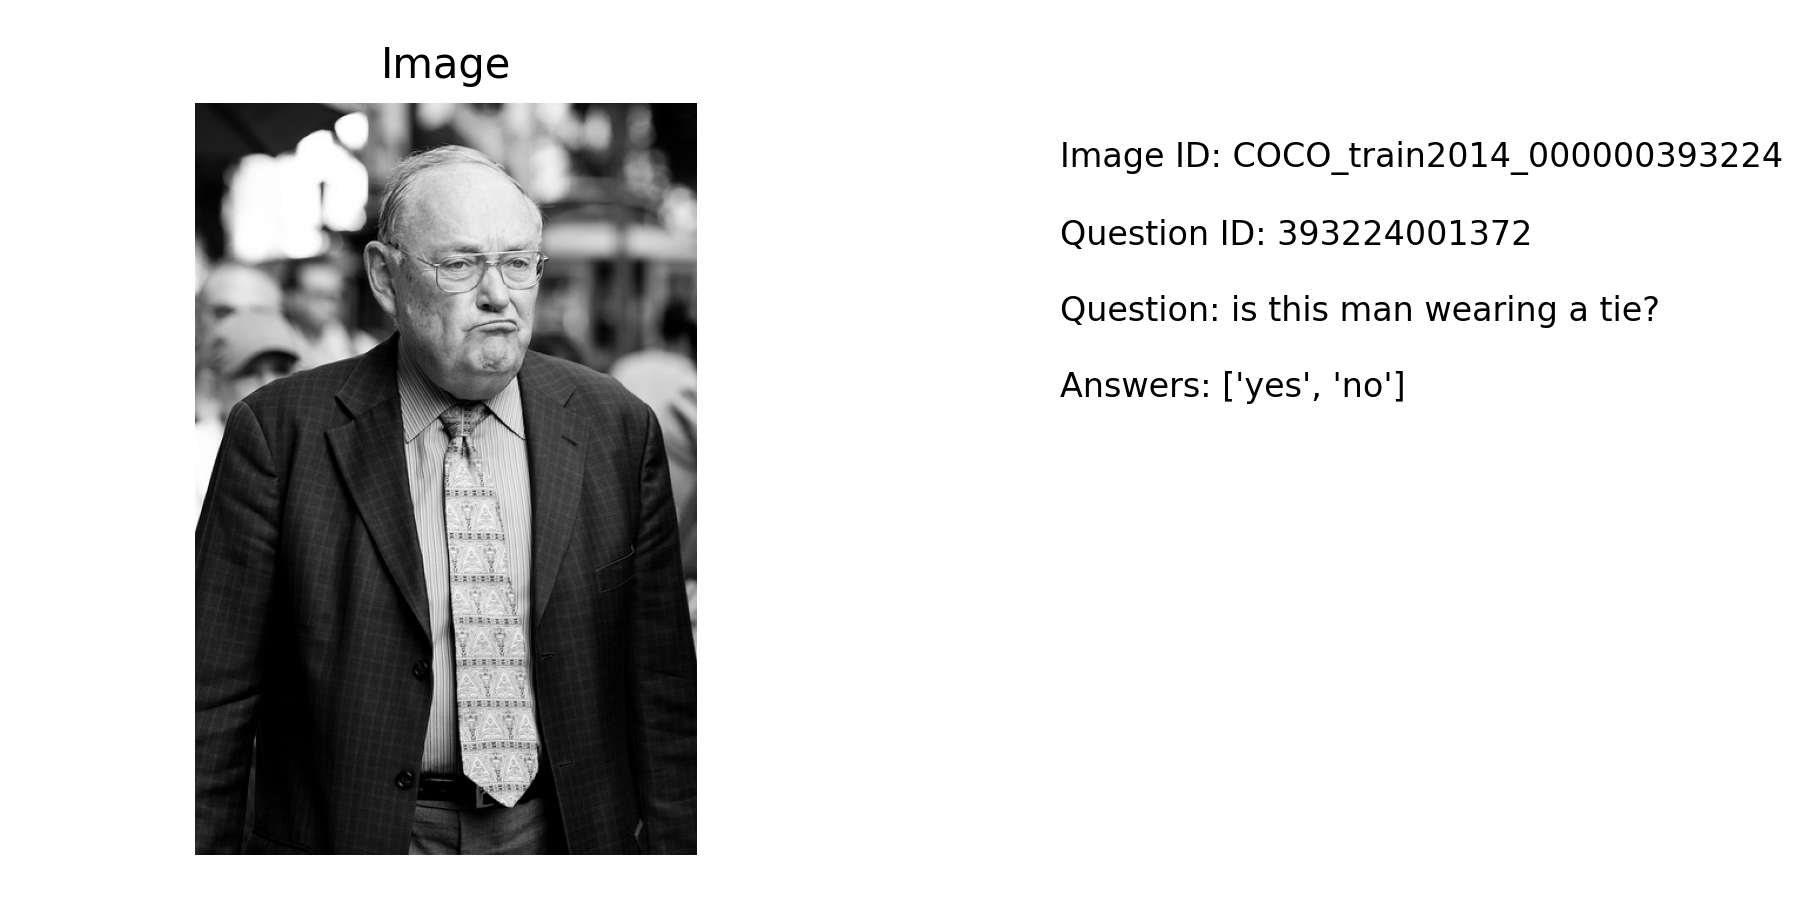 Image
Image ID: COCO_train2014_000000393224
Question ID: 393224001372
Question: is this man wearing a tie?
Answers: ['yes', 'no']